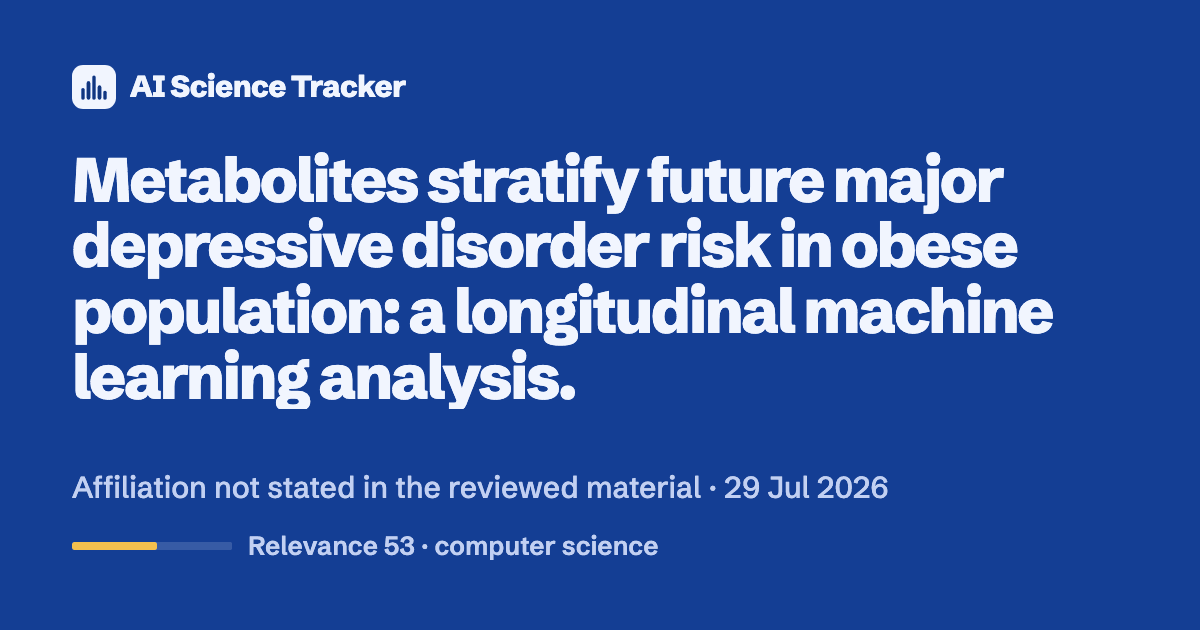 AI Science Tracker
Metabolites stratify future major
depressive disorder risk in obese
population: a longitudinal machine
learning analysis.
Affiliation not stated in the reviewed material · 29 Jul 2026
Relevance 53 · computer science